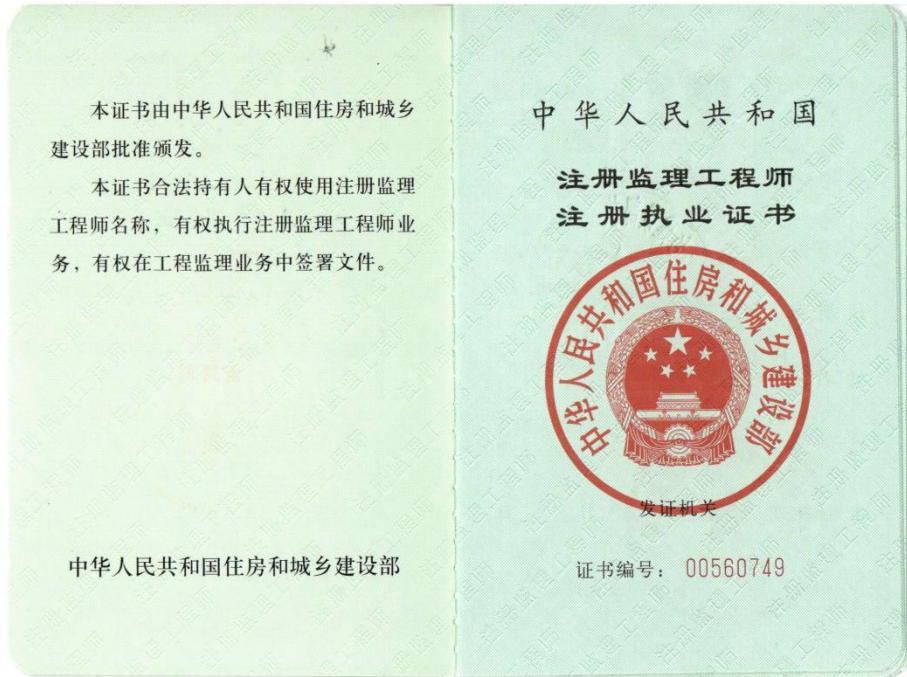 本证书由中华人民共和国住房和城乡
建设部批准颁发。
本证书合法持有人有权使用注册监理
工程师名称，有权执行注册监理工程师业
务，有权在工程监理业务中签署文件。
中华人民共和国住房和城乡建设部
中华人民共和国
注册监理工程师
注册执业证书
中华人民共和国住房和城乡建设部
发证机关
证书编号： 00560749